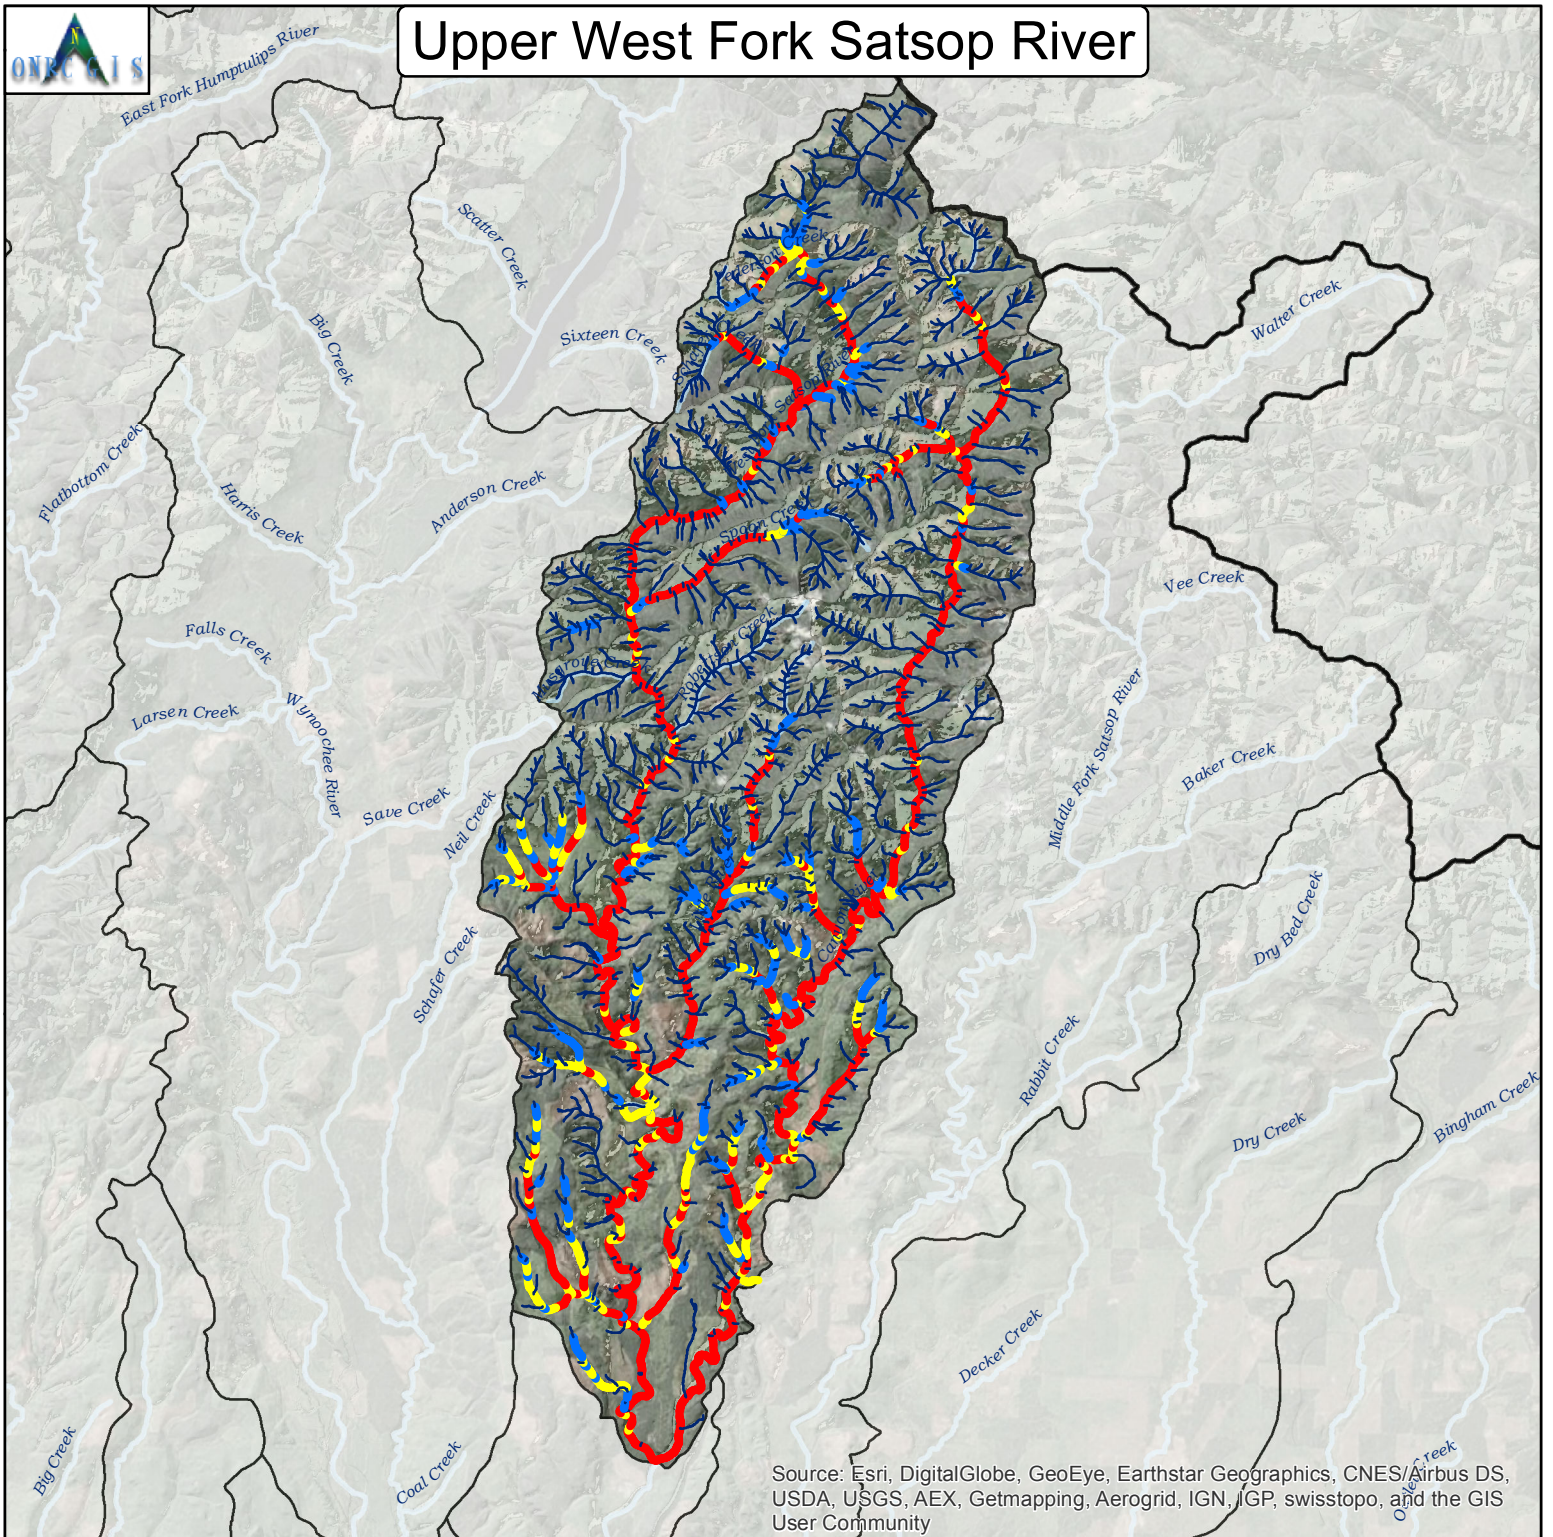 Upper West Fork Satsop River
N
ONRC GIS
East Fork Humptulips River
Scatter Creek
Big Creek
Sixteen Creek
Walter Creek
Flatbottom Creek
Harris Creek
Anderson Creek
Spoon Creek
Vee Creek
Falls Creek
Robertson Creek
Larsen Creek
Wynoochee River
Middle Fork Satsop River
Baker Creek
Save Creek
Neil Creek
Schafer Creek
Dry Bed Creek
Rabbit Creek
Dry Creek
Bingham Creek
Decker Creek
Big Creek
Coal Creek
Source: Esri, DigitalGlobe, GeoEye, Earthstar Geographics, CNES/Airbus DS,
USDA, USGS, AEX, Getmapping, Aerogrid, IGN, IGP, swisstopo, and the GIS
User Community